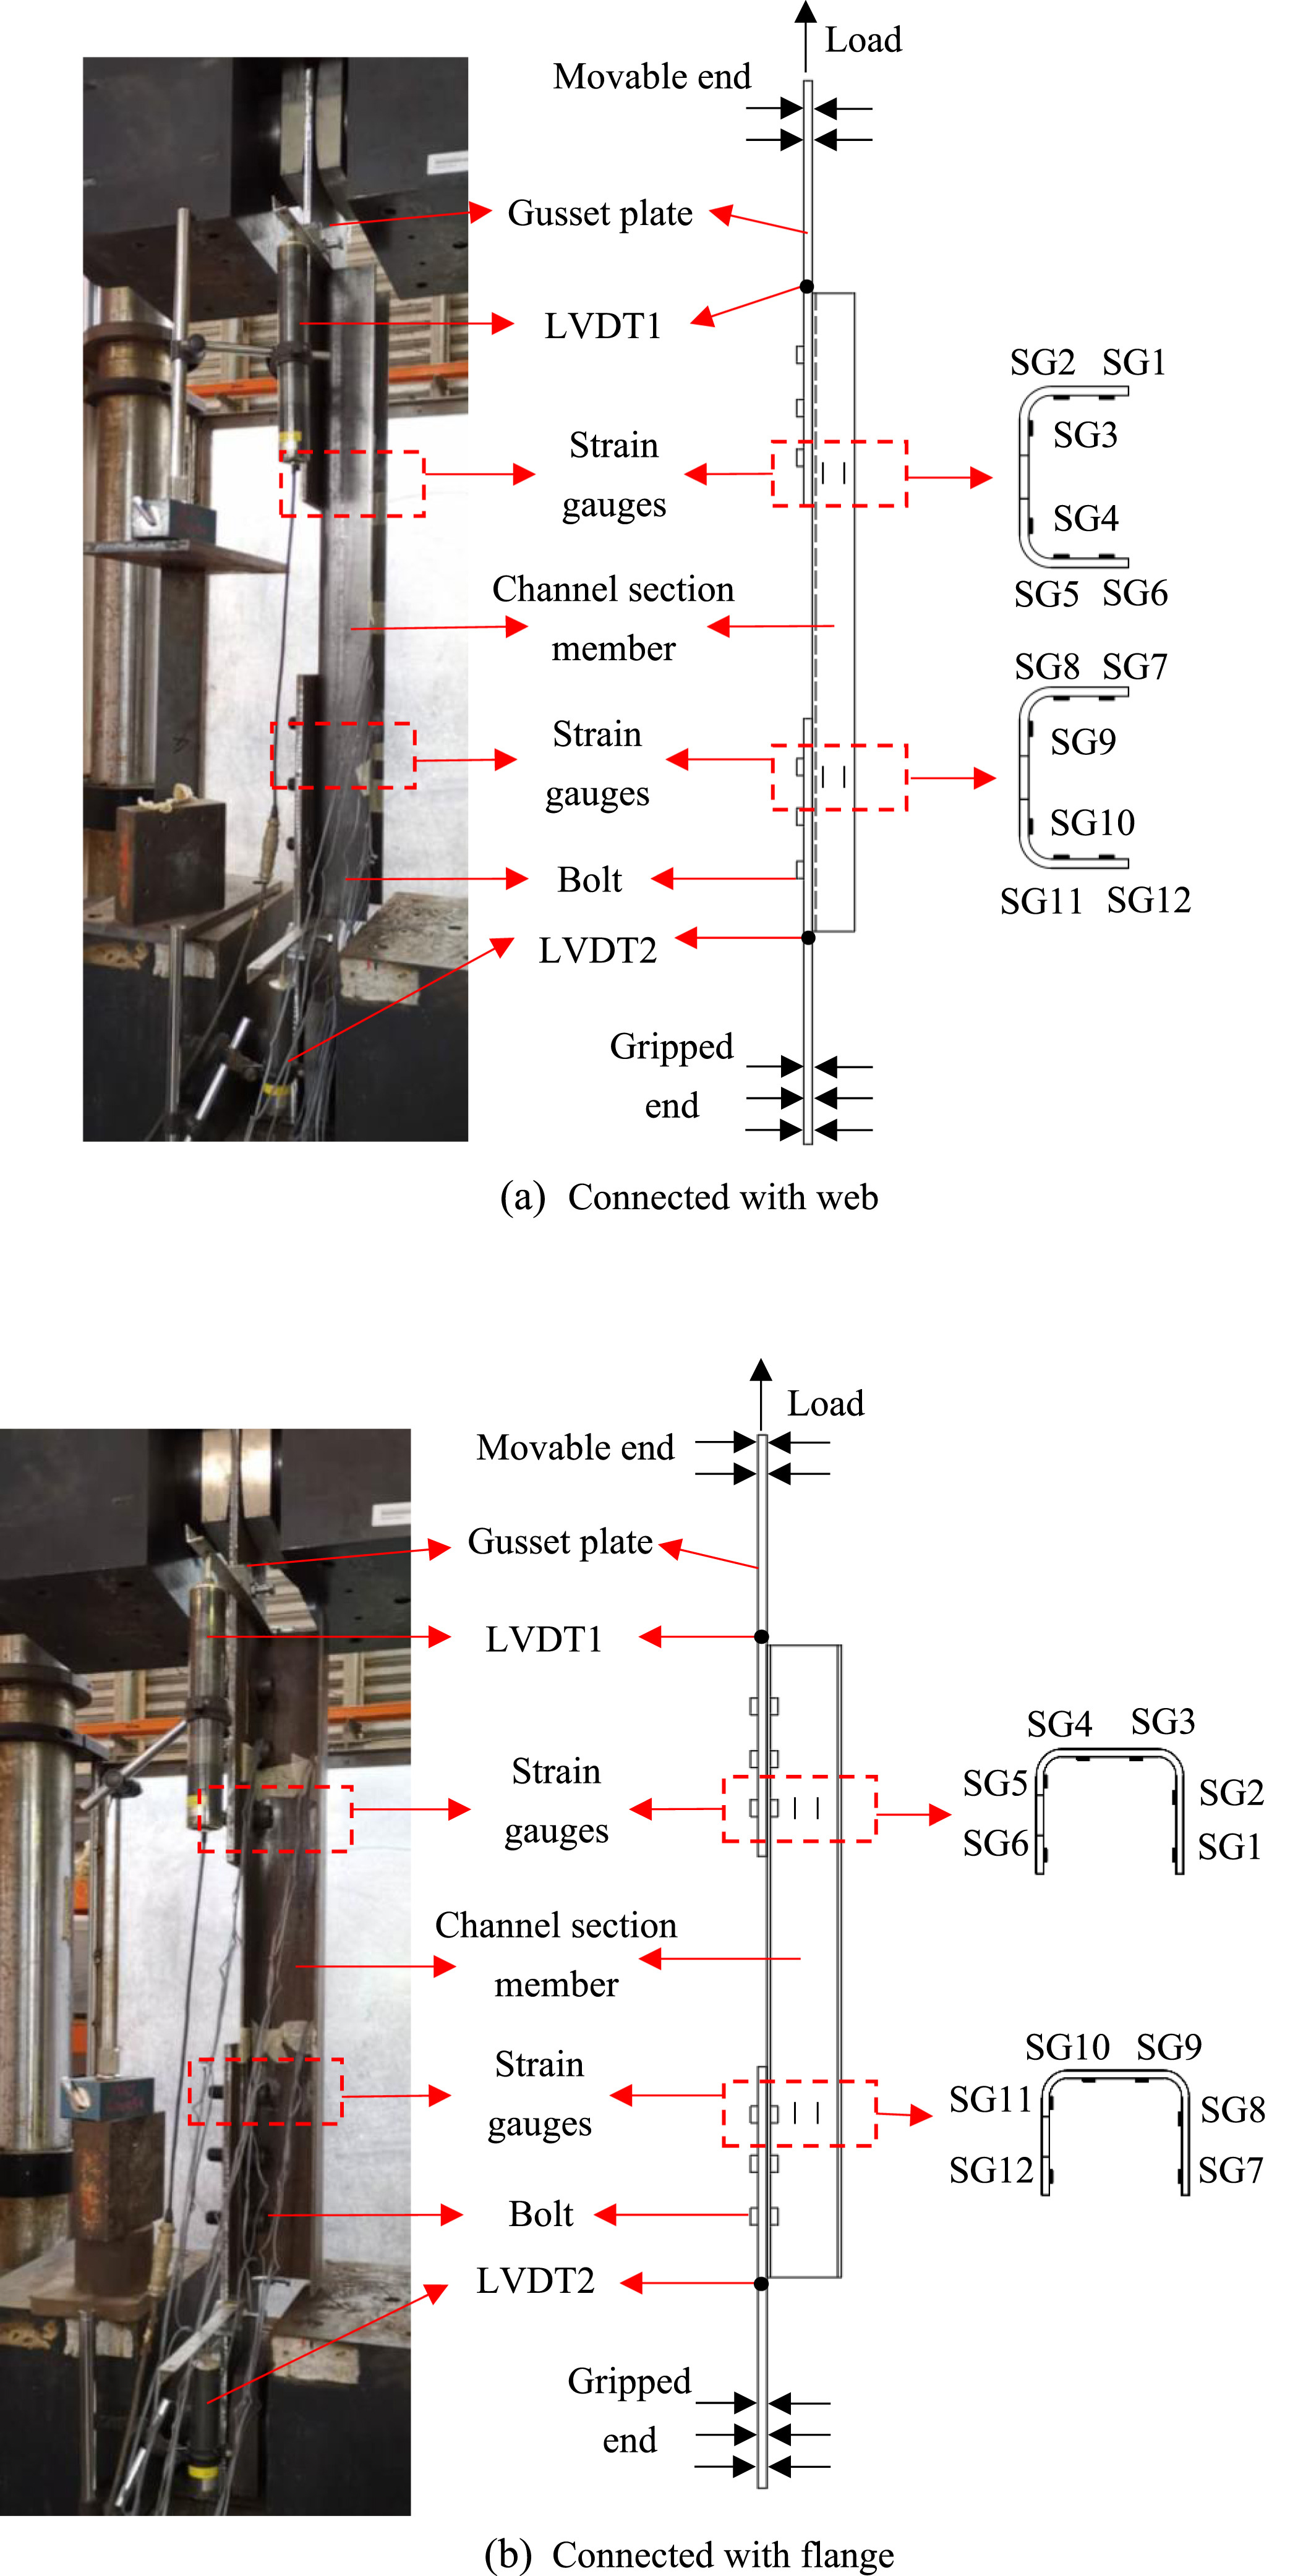 Load
Movable end
Gusset plate
LVDT1
SG2 SG1
Strain
gauges
SG3
SG4
SG5 SG6
Channel section
member
SG8 SG7
Strain
gauges
SG9
SG10
Bolt
SG11 SG12
LVDT2
Gripped
end
(a) Connected with web
Load
Movable end
Gusset plate
LVDT1
SG4 SG3
Strain
gauges
SG5 SG2
SG6 SG1
Channel section
member
SG10 SG9
Strain
gauges
SG11 SG8
SG12 SG7
Bolt
LVDT2
Gripped
end
(b) Connected with flange